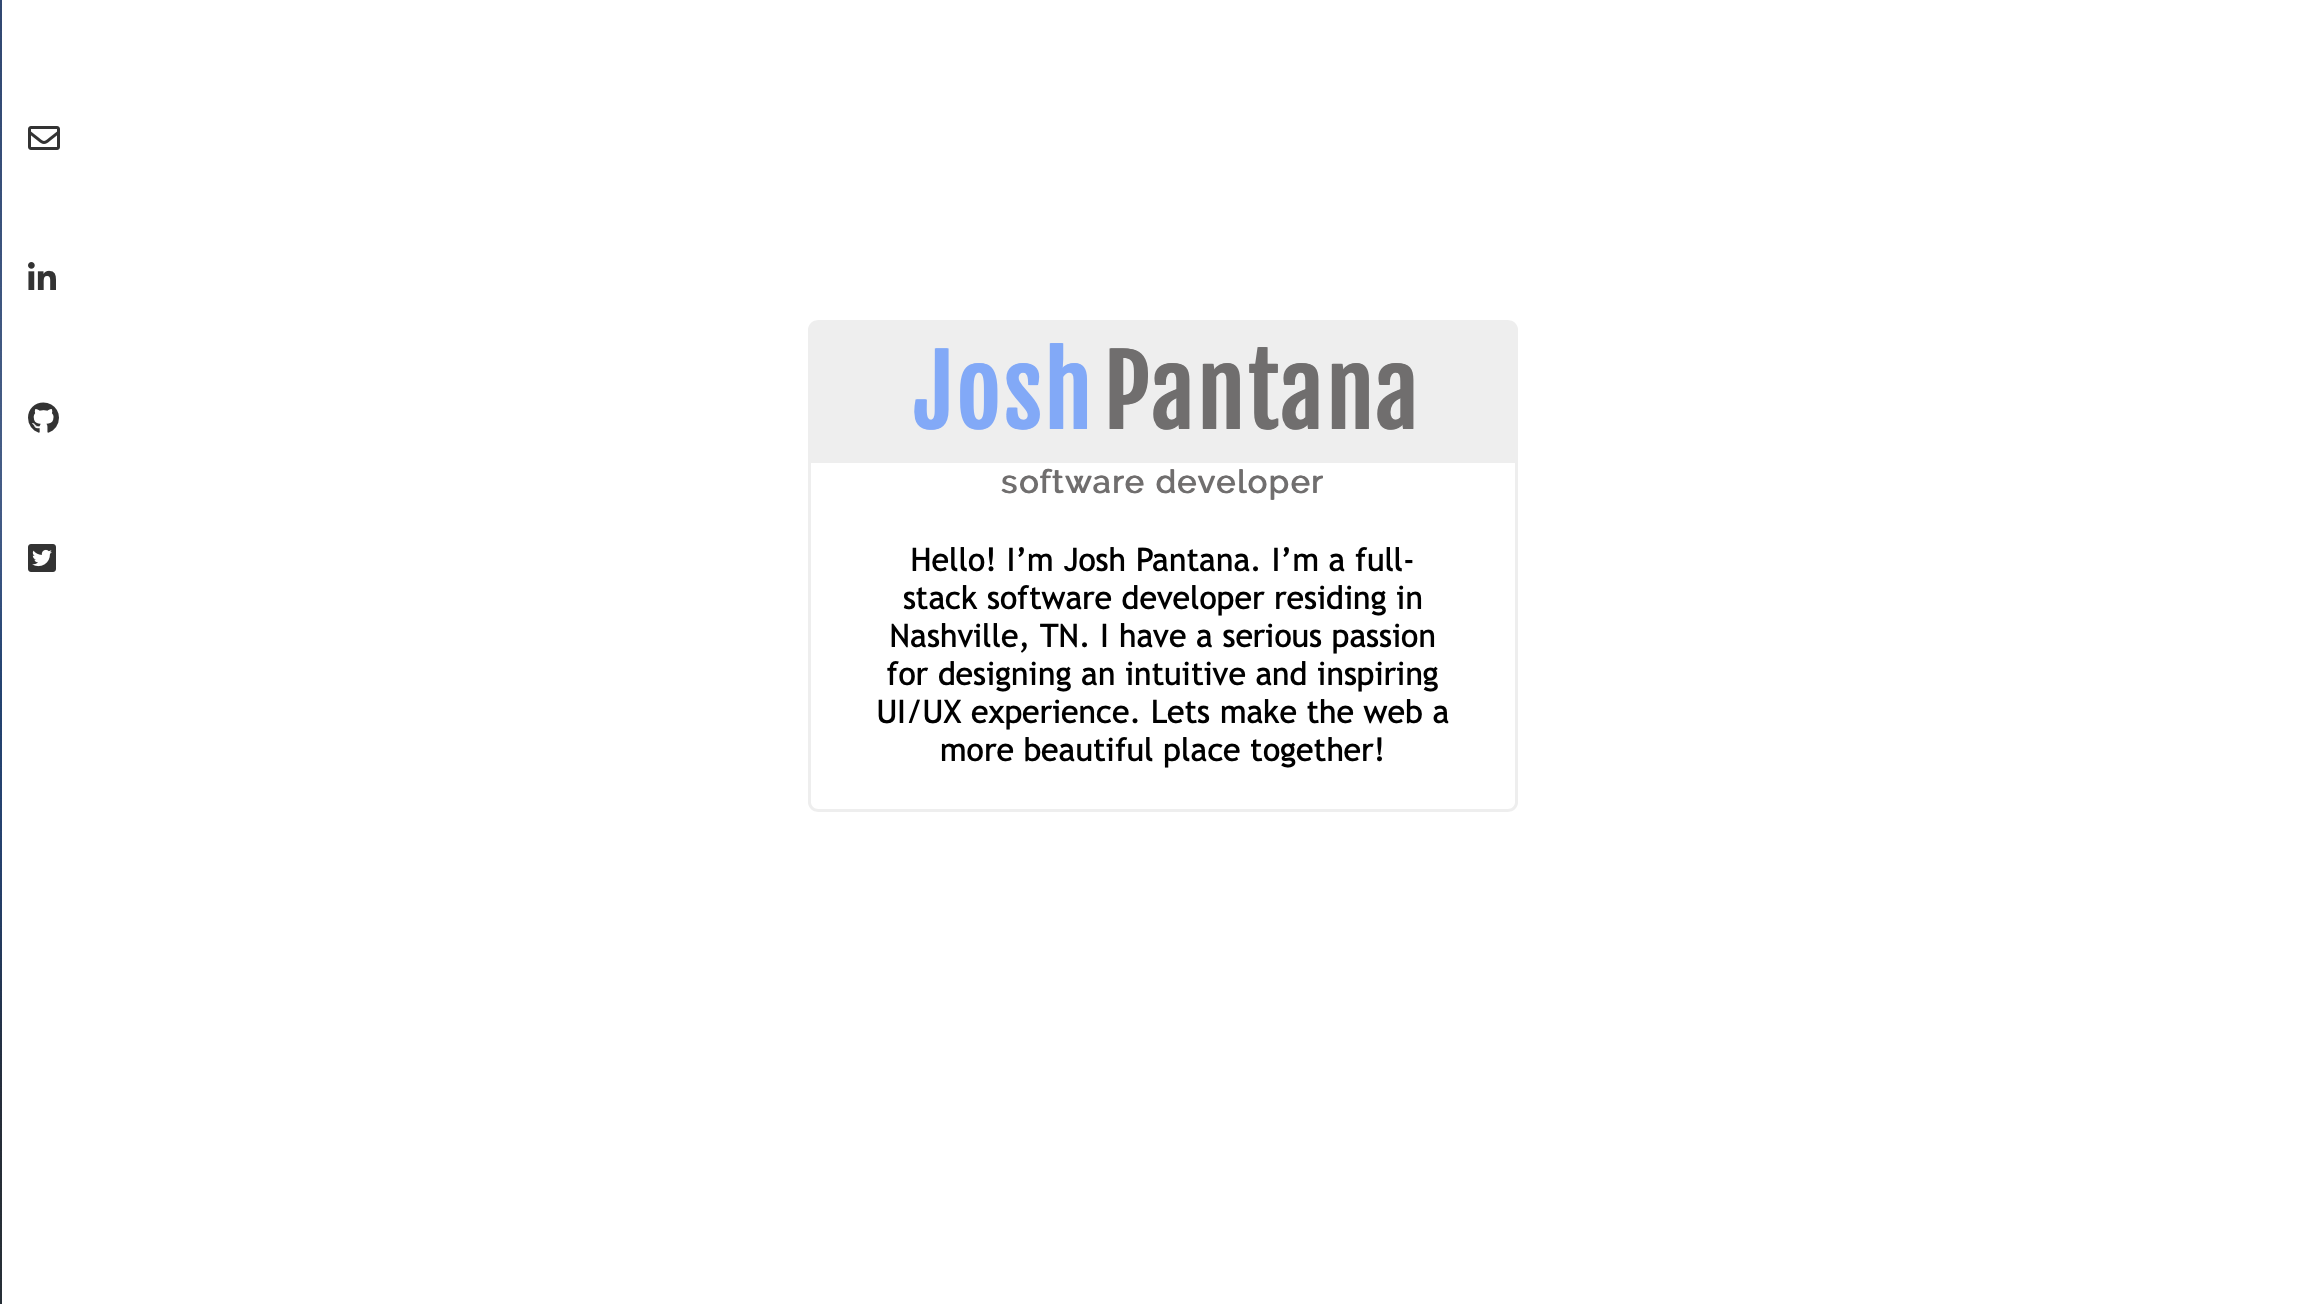 Josh Pantana
software developer
Hello! I’m Josh Pantana. I’m a full-
stack software developer residing in
Nashville, TN. I have a serious passion
for designing an intuitive and inspiring
UI/UX experience. Lets make the web a
more beautiful place together!